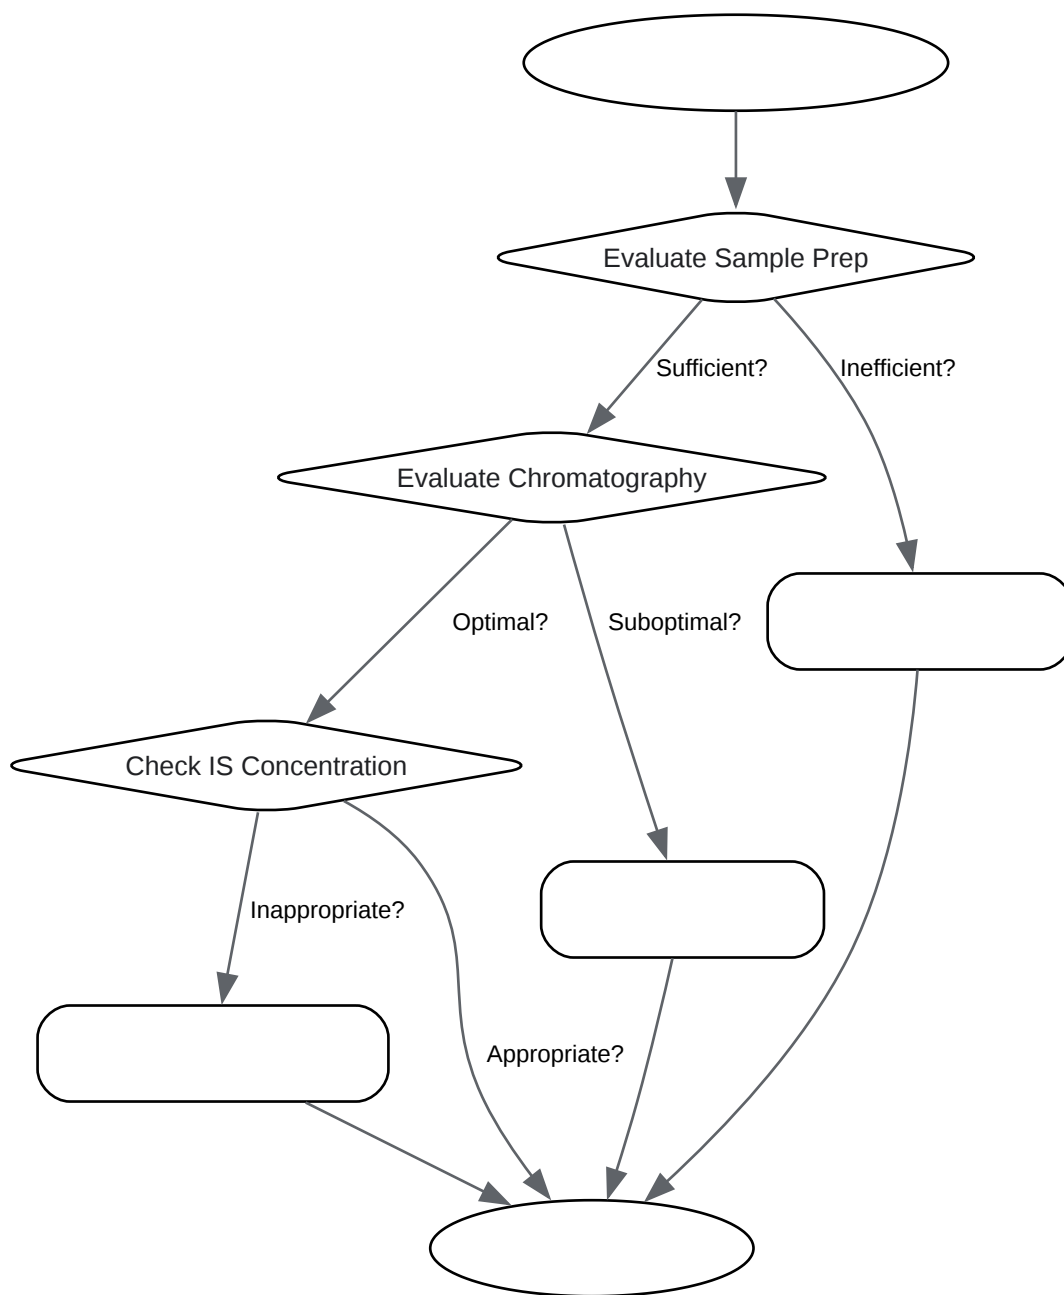 Evaluate Sample Prep
Sufficient?
Inefficient?
Evaluate Chromatography
Optimal?
Suboptimal?
Check IS Concentration
Inappropriate?
Appropriate?